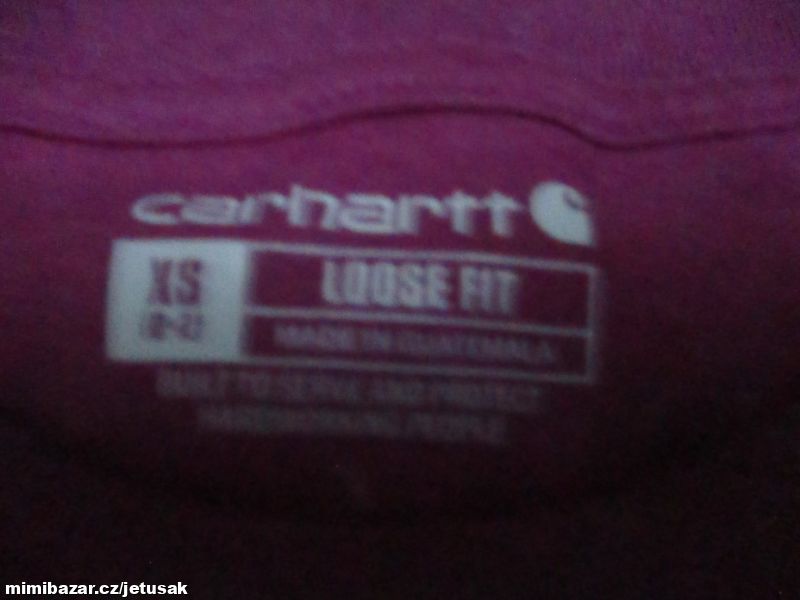 carhartt
XS
LOOSE FIT
MADE IN GUATEMALA
BUILT TO SERVE AND PROTECT
HARDWORKING PEOPLE
mimibazar.cz/jetusak